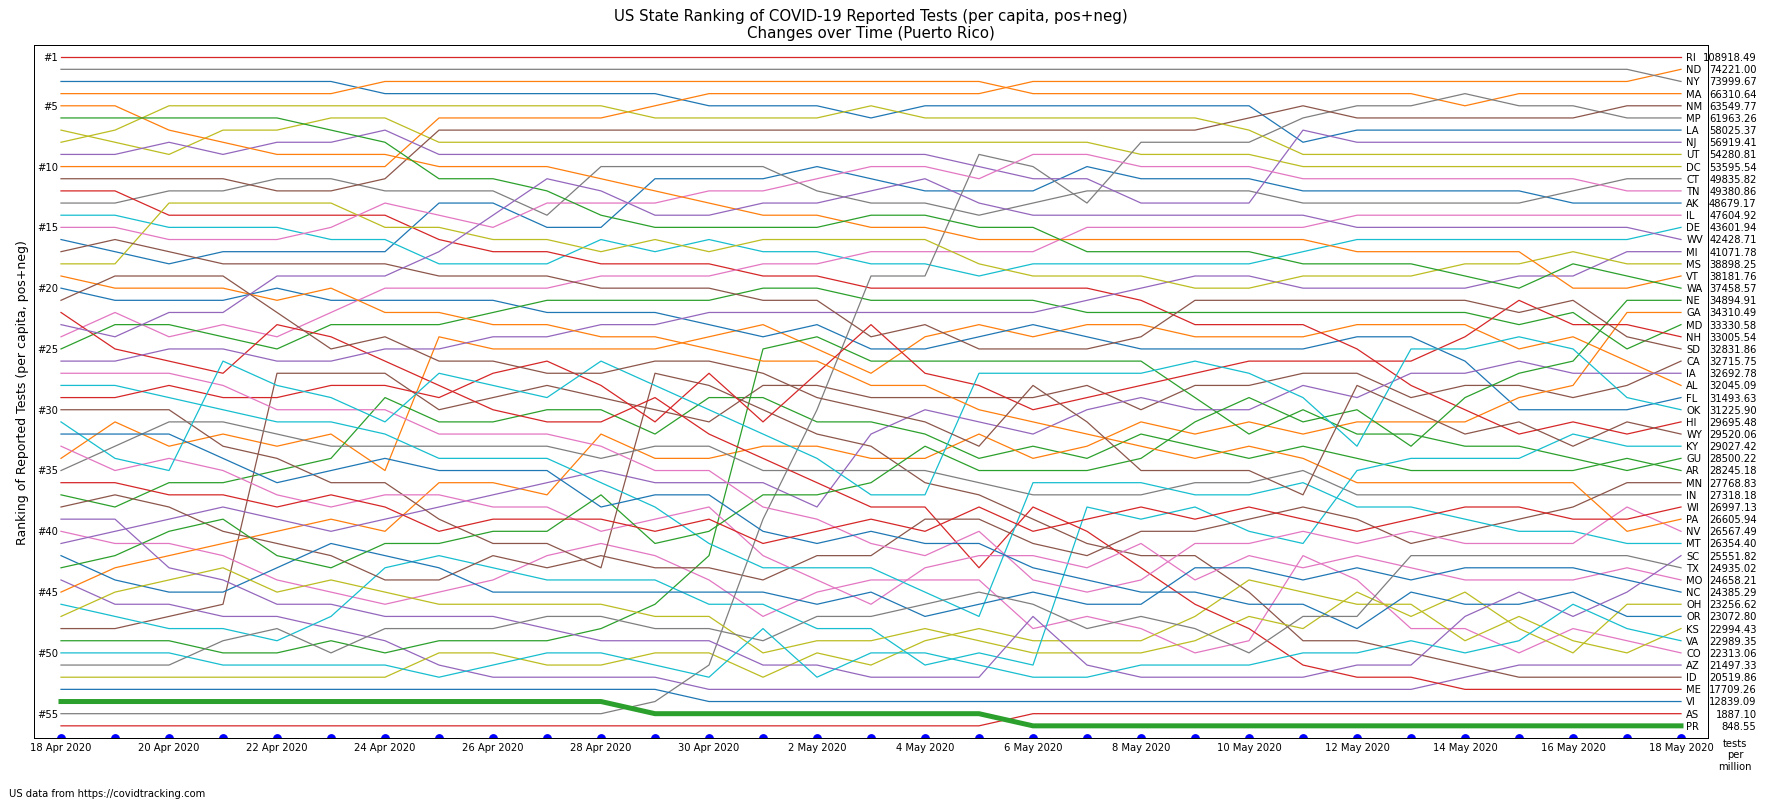 US State Ranking of COVID-19 Reported Tests (per capita, pos+neg)
Changes over Time (Puerto Rico)
Ranking of Reported Tests (per capita, pos+neg)
#1
#5
#10
#15
#20
#25
#30
#35
#40
#45
#50
#55
RI 108918.49
ND 74221.00
NY 73999.67
MA 66310.64
NM 63549.77
MP 61963.26
LA 58025.37
NJ 56919.41
UT 54280.81
DC 53595.54
CT 49835.82
TN 49380.86
AK 48679.17
IL 47604.92
DE 43601.94
WV 42428.71
MI 41071.78
MS 38898.25
VT 38181.76
WA 37458.57
NE 34894.91
GA 34310.49
MD 33330.58
NH 33005.54
SD 32831.86
CA 32715.75
IA 32692.78
AL 32045.09
FL 31493.63
OK 31225.90
HI 29695.48
WY 29520.06
KY 29027.42
GU 28500.22
AR 28245.18
MN 27768.83
IN 27318.18
WI 26997.13
PA 26605.94
NV 26567.49
MT 26354.40
SC 25551.82
TX 24935.02
MO 24658.21
NC 24385.29
OH 23256.62
OR 23072.80
KS 22994.43
VA 22989.35
CO 22313.06
AZ 21497.33
ID 20519.86
ME 17709.26
VI 12839.09
AS 1887.10
PR 848.55
18 Apr 2020 20 Apr 2020 22 Apr 2020 24 Apr 2020 26 Apr 2020 28 Apr 2020 30 Apr 2020 2 May 2020 4 May 2020 6 May 2020 8 May 2020 10 May 2020 12 May 2020 14 May 2020 16 May 2020 18 May 2020
tests
per
million
US data from https://covidtracking.com